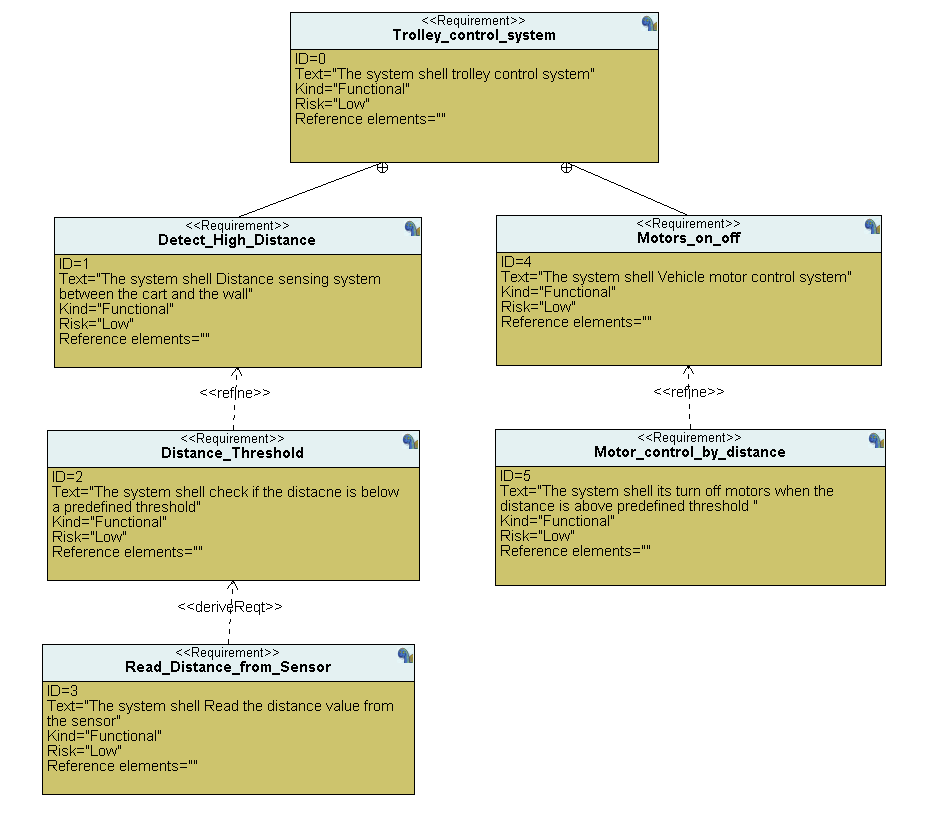 <<Requirement>>
Trolley_control_system
ID=0
Text="The system shell trolley control system"
Kind="Functional"
Risk="Low"
Reference elements=""
<<Requirement>>
Detect_High_Distance
ID=1
Text="The system shell Distance sensing system
between the cart and the wall"
Kind="Functional"
Risk="Low"
Reference elements=""
<<Requirement>>
Motors_on_off
ID=4
Text="The system shell Vehicle motor control system"
Kind="Functional"
Risk="Low"
Reference elements=""
<<refine>>
<<refine>>
<<Requirement>>
Distance_Threshold
ID=2
Text="The system shell check if the distacne is below
a predefined threshold"
Kind="Functional"
Risk="Low"
Reference elements=""
<<Requirement>>
Motor_control_by_distance
ID=5
Text="The system shell its turn off motors when the
distance is above predefined threshold "
Kind="Functional"
Risk="Low"
Reference elements=""
<<deriveReqt>>
<<Requirement>>
Read_Distance_from_Sensor
ID=3
Text="The system shell Read the distance value from
the sensor"
Kind="Functional"
Risk="Low"
Reference elements=""